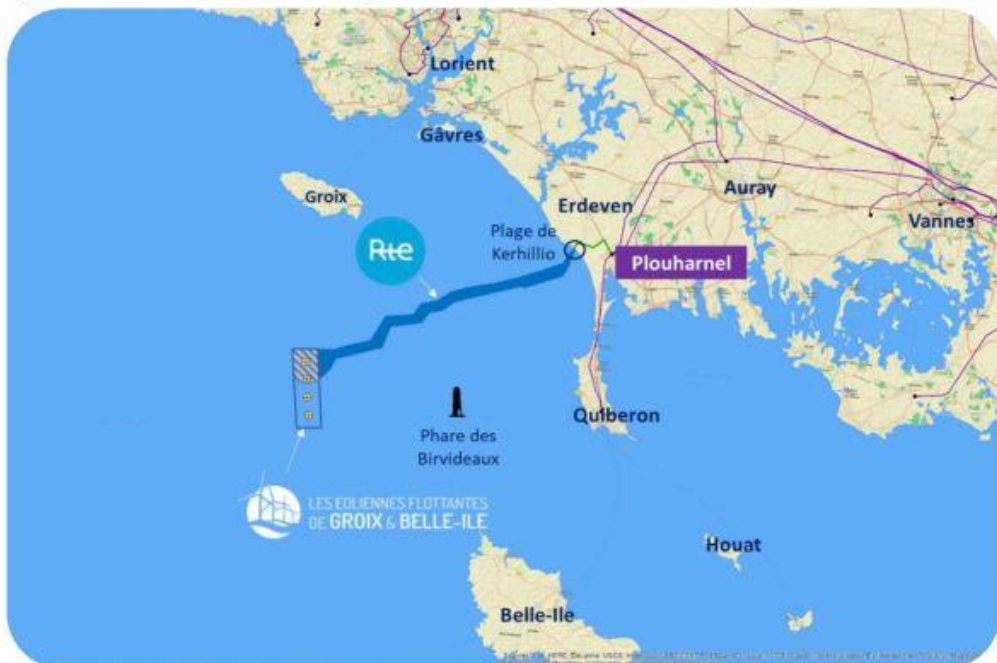 Lorient
Gâvres
Groix
Erdeven
Auray
Vannes
Plage de
Kerhillio
Rte
Plouharnel
Quiberon
Phare des
Birvideaux
LES EOLIENNES FLOTTANTES
DE GROIX & BELLE-ILE
Houat
Belle-Ile